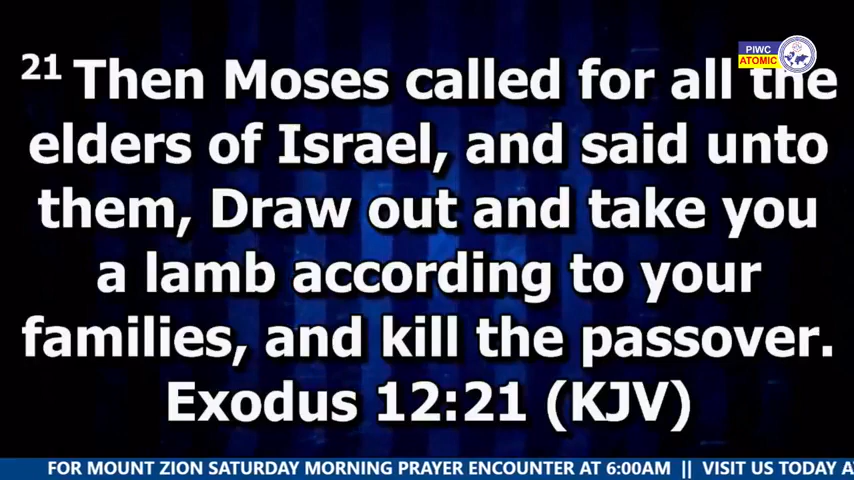 PIWC
ATOMIC
21 Then Moses called for all the
elders of Israel, and said unto
them, Draw out and take you
a lamb according to your
families, and kill the passover.
Exodus 12:21 (KJV)
FOR MOUNT ZION SATURDAY MORNING PRAYER ENCOUNTER AT 6:00AM || VISIT US TODAY A